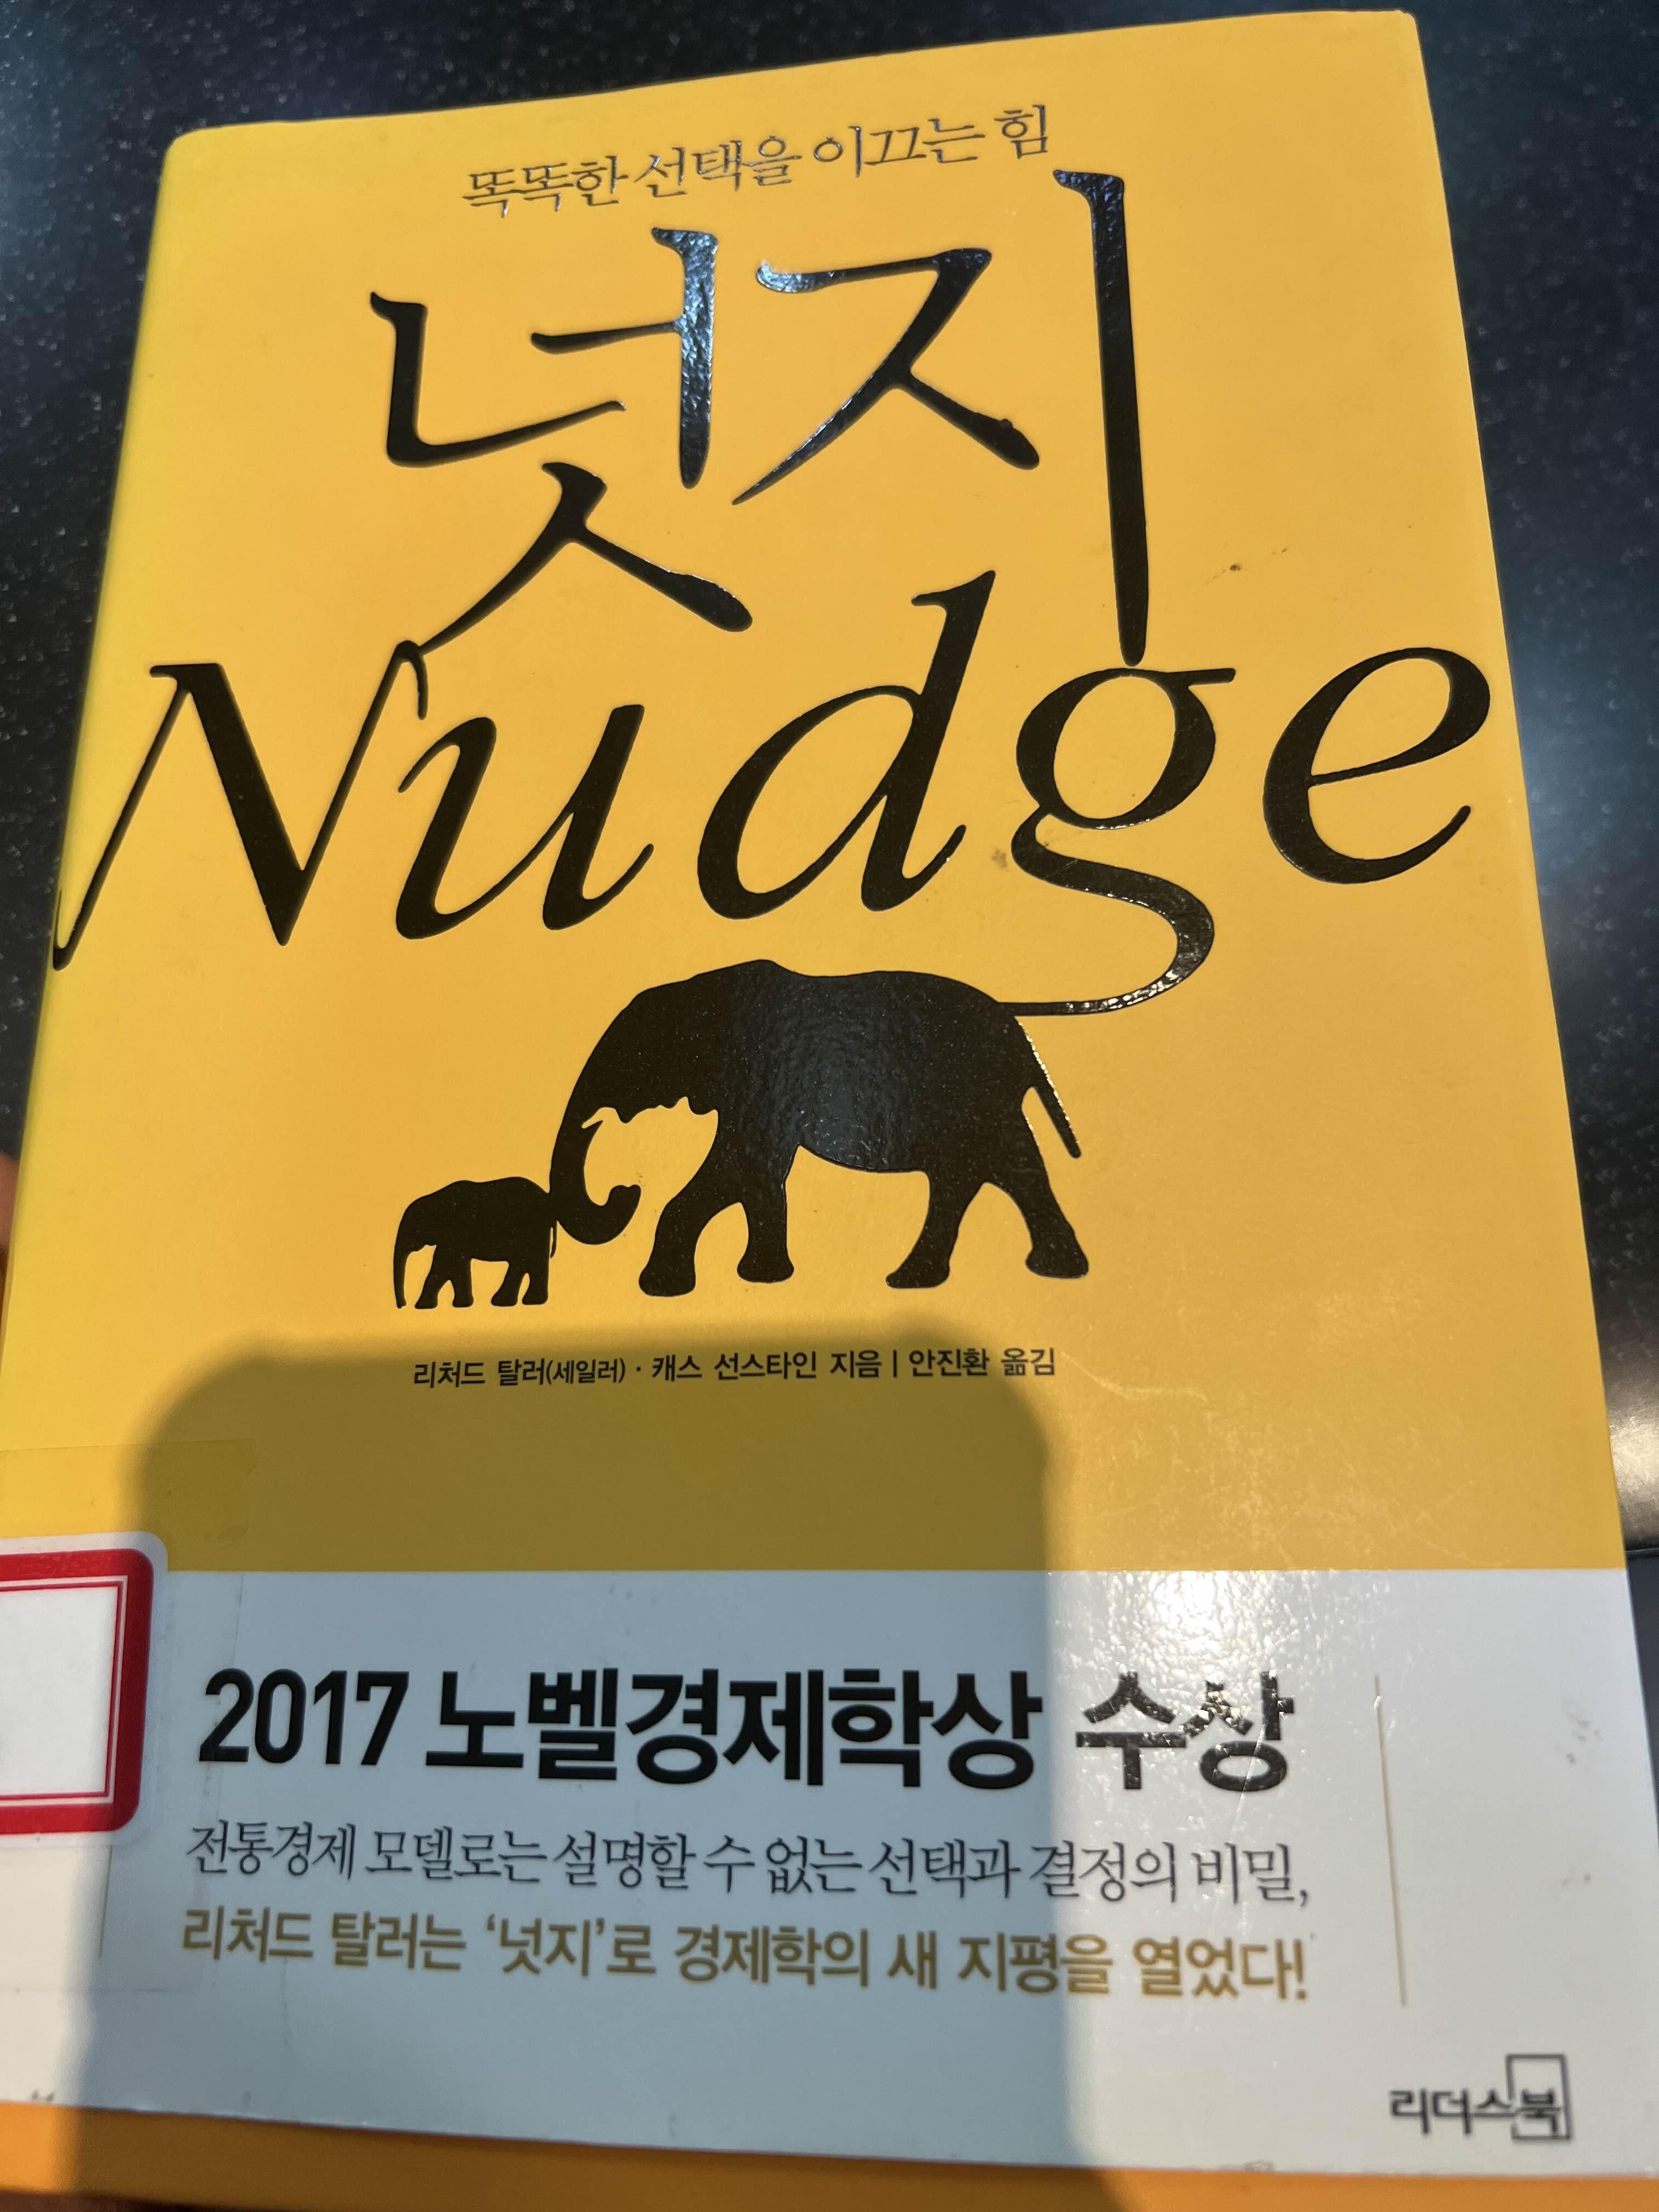 똑똑한 선택을 이끄는 힘
넛지
Nudge
리처드 탈러(세일러) · 캐스 선스타인 지음 | 안진환 옮김
2017 노벨경제학상 수상
전통경제 모델로는 설명할 수 없는 선택과 결정의 비밀,
리처드 탈러는 ‘넛지’로 경제학의 새 지평을 열었다!
리더스북